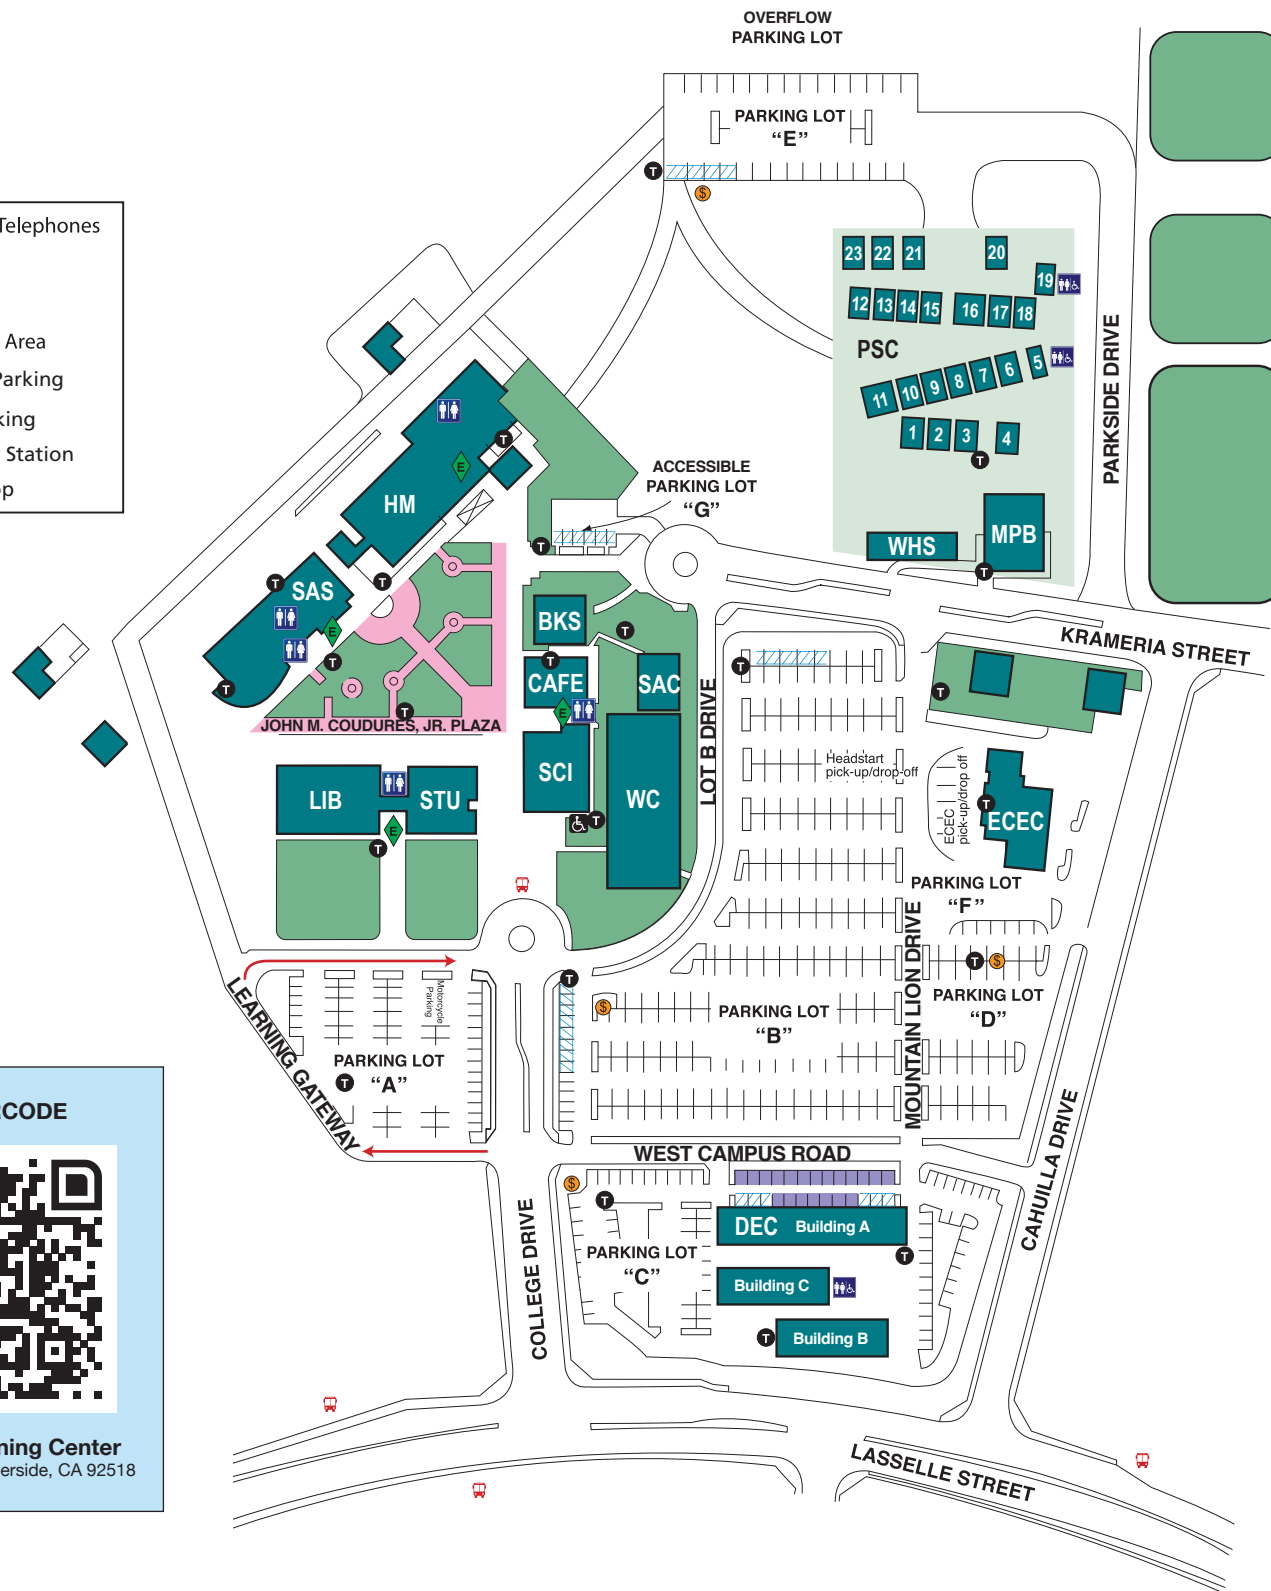 OVERFLOW
PARKING LOT
PARKING LOT
“E”
T
$
Telephones
Area
Parking
Station
23
22
21
20
19
12
13
14
15
16
17
18
PSC
11
10
9
8
7
6
5
1
2
3
4
T
PARKSIDE DRIVE
WHS
MPB
T
T
E
HM
ACCESSIBLE
PARKING LOT
“G”
T
T
T
SAS
E
T
T
T
JOHN M. COUDURES, JR. PLAZA
BKS
T
T
CAFE
SAC
E
SCI
WC
T
LOT B DRIVE
KRAMERIA STREET
T
T
Headstart
pick-up/drop-off
ECEC
pick-up/drop off
T
ECEC
LIB
STU
E
T
PARKING LOT
“F”
MOUNTAIN LION DRIVE
T
$
PARKING LOT
“D”
T
$
PARKING LOT
“B”
LEARNING GATEWAY
Motorcycle
Parking
PARKING LOT
“A”
T
WEST CAMPUS ROAD
CAHUILLA DRIVE
COLLEGE DRIVE
$
T
PARKING LOT
“C”
DEC Building A
T
Building C
T
Building B
LASSELLE STREET
CODE
ning Center
erside, CA 92518